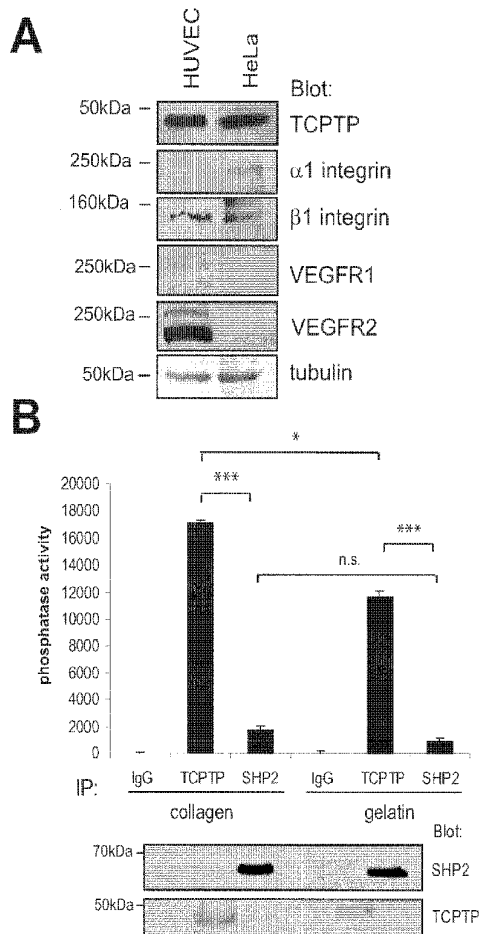 A
HUVEC HeLa
Blot:
50kDa TCPTP
250kDa α1 integrin
160kDa β1 integrin
250kDa VEGFR1
250kDa VEGFR2
50kDa tubulin
B
*
*** ***
n.s.
phosphatase activity
20000
18000
16000
14000
12000
10000
8000
6000
4000
2000
0
IP: IgG TCPTP SHP2 IgG TCPTP SHP2
collagen gelatin
Blot:
70kDa SHP2
50kDa TCPTP